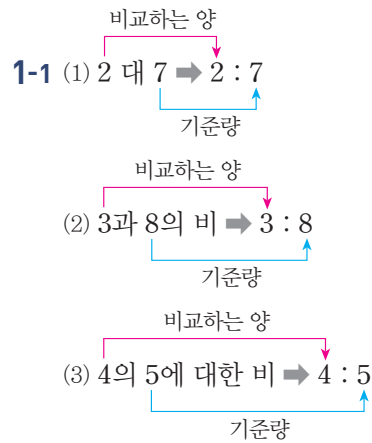 비교하는 양
1-1 (1) 2 대 7 ➡ 2 : 7
기준량
비교하는 양
(2) 3과 8의 비 ➡ 3 : 8
기준량
비교하는 양
(3) 4의 5에 대한 비 ➡ 4 : 5
기준량